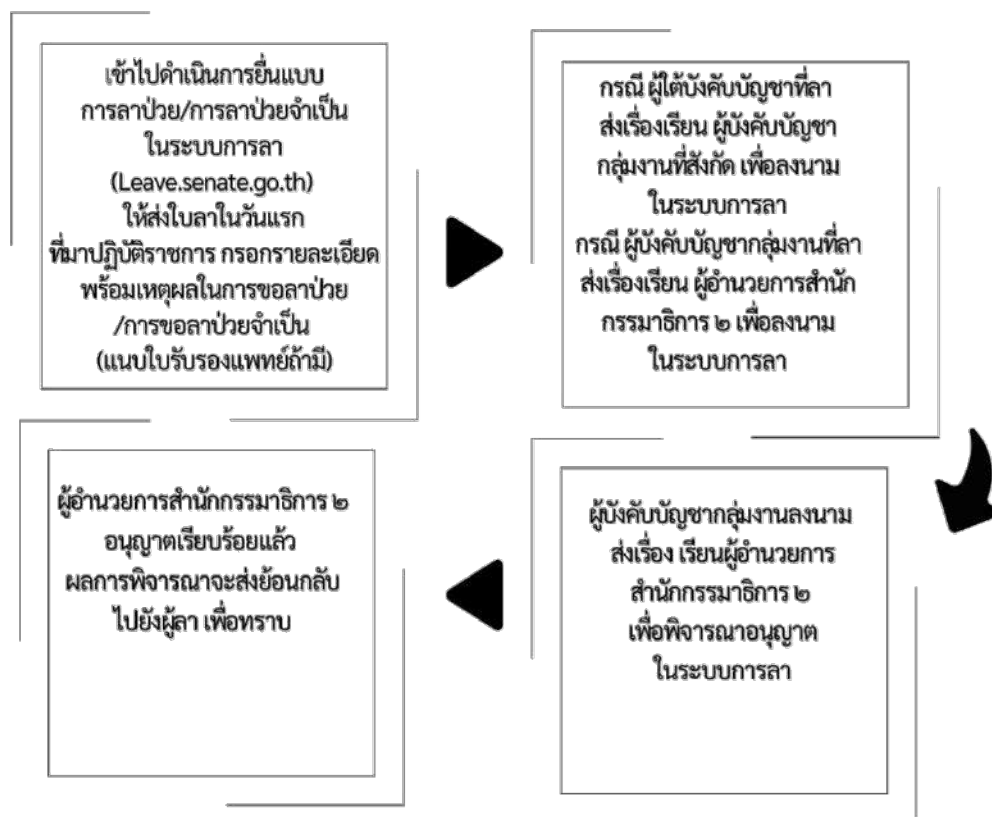 เข้าไปดำเนินการยื่นแบบ
การลาป่วย/การลาป่วยจำเป็น
ในระบบการลา
(Leave.senate.go.th)
ให้ส่งใบลาในวันแรก
ที่มาปฏิบัติราชการ กรอกรายละเอียด
พร้อมเหตุผลในการขอลาป่วย
/การขอลาป่วยจำเป็น
(แนบใบรับรองแพทย์ถ้ามี)
กรณี ผู้ใต้บังคับบัญชาที่ลา
ส่งเรื่องเรียน ผู้บังคับบัญชา
กลุ่มงานที่สังกัด เพื่อลงนาม
ในระบบการลา
กรณี ผู้บังคับบัญชากลุ่มงานที่ลา
ส่งเรื่องเรียน ผู้อำนวยการสำนัก
กรรมาธิการ ๒ เพื่อลงนาม
ในระบบการลา
ผู้บังคับบัญชากลุ่มงานลงนาม
ส่งเรื่อง เรียนผู้อำนวยการ
สำนักกรรมาธิการ ๒
เพื่อพิจารณาอนุญาต
ในระบบการลา
ผู้อำนวยการสำนักกรรมาธิการ ๒
อนุญาตเรียบร้อยแล้ว
ผลการพิจารณาจะส่งย้อนกลับ
ไปยังผู้ลา เพื่อทราบ